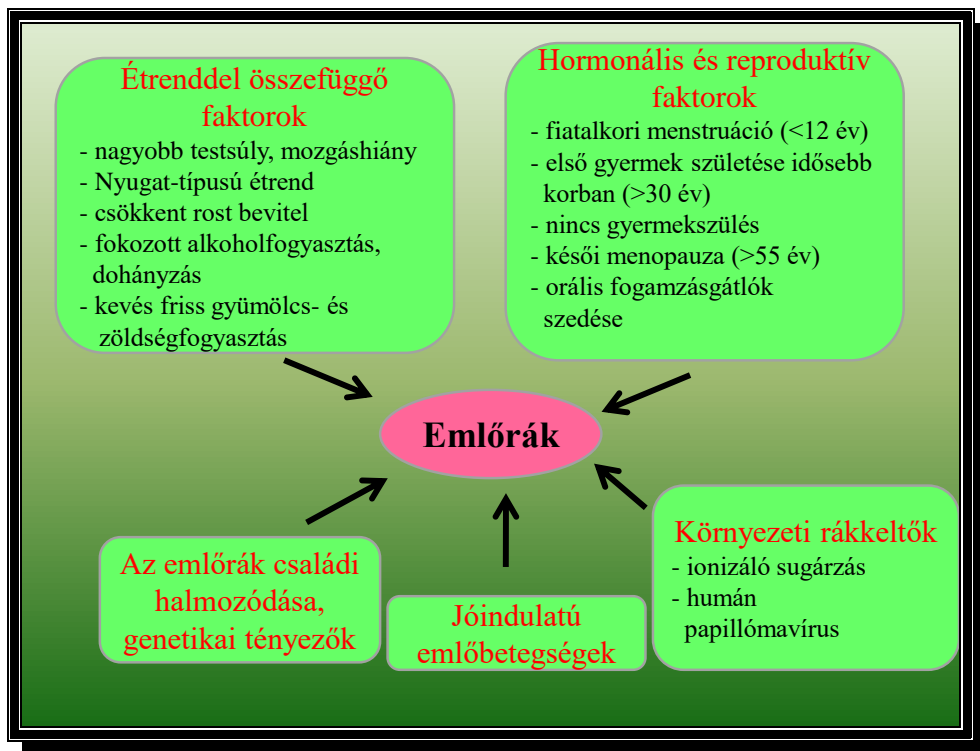 Étrenddel összefüggő
faktorok
- nagyobb testsúly, mozgáshiány
- Nyugat-típusú étrend
- csökkent rost bevitel
- fokozott alkoholfogyasztás,
dohányzás
- kevés friss gyümölcs- és
zöldségfogyasztás
Hormonális és reproduktív
faktorok
- fiatalkori menstruáció (<12 év)
- első gyermek születése idősebb
korban (>30 év)
- nincs gyermekszülés
- késői menopauza (>55 év)
- orális fogamzásgátlók
szedése
Emlőrák
Az emlőrák családi
halmozódása,
genetikai tényezők
Jóindulatú
emlőbetegségek
Környezeti rákkeltők
- ionizáló sugárzás
- humán
papillómavírus